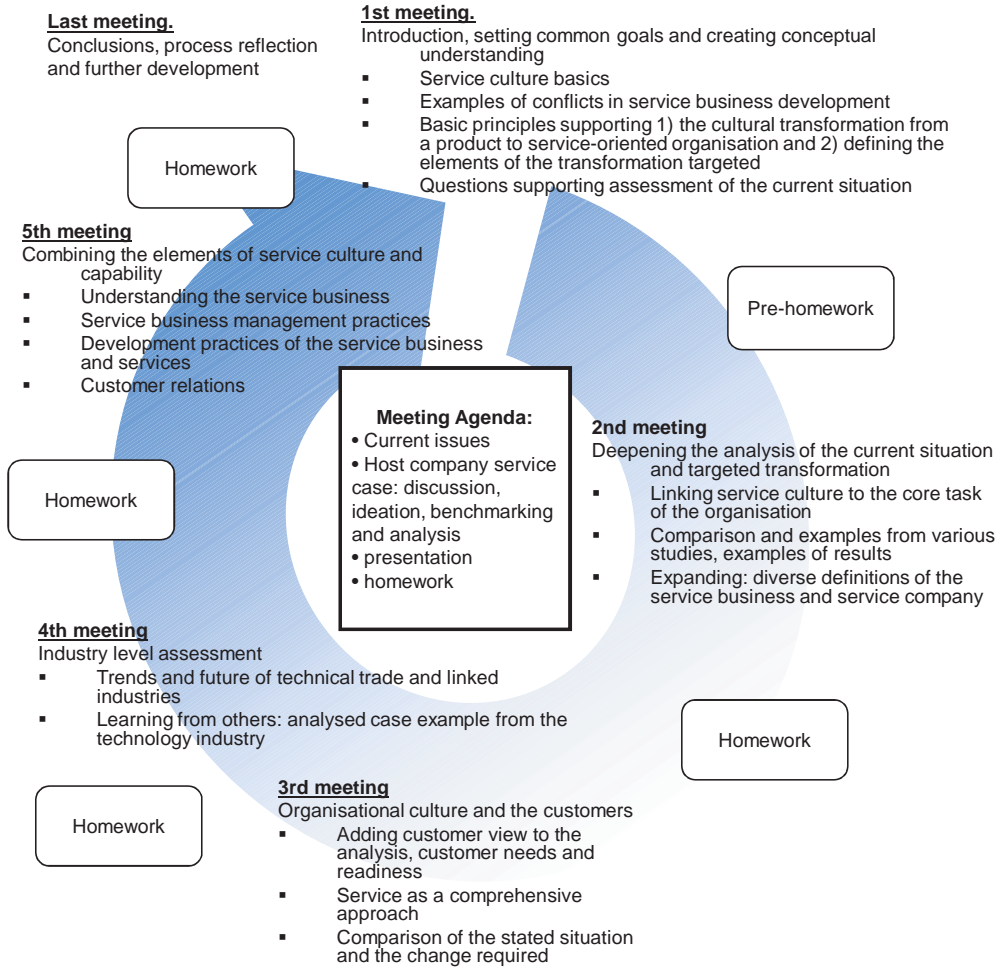 Last meeting.
Conclusions, process reflection
and further development
1st meeting.
Introduction, setting common goals and creating conceptual
understanding
▪ Service culture basics
▪ Examples of conflicts in service business development
▪ Basic principles supporting 1) the cultural transformation from
a product to service-oriented organisation and 2) defining the
elements of the transformation targeted
▪ Questions supporting assessment of the current situation
Homework
Pre-homework
5th meeting
Combining the elements of service culture and
capability
▪ Understanding the service business
▪ Service business management practices
▪ Development practices of the service business
and services
▪ Customer relations
Meeting Agenda:
• Current issues
• Host company service
case: discussion,
ideation, benchmarking
and analysis
• presentation
• homework
2nd meeting
Deepening the analysis of the current situation
and targeted transformation
▪ Linking service culture to the core task
of the organisation
▪ Comparison and examples from various
studies, examples of results
▪ Expanding: diverse definitions of the
service business and service company
Homework
4th meeting
Industry level assessment
▪ Trends and future of technical trade and linked
industries
▪ Learning from others: analysed case example from the
technology industry
Homework
Homework
3rd meeting
Organisational culture and the customers
▪ Adding customer view to the
analysis, customer needs and
readiness
▪ Service as a comprehensive
approach
▪ Comparison of the stated situation
and the change required